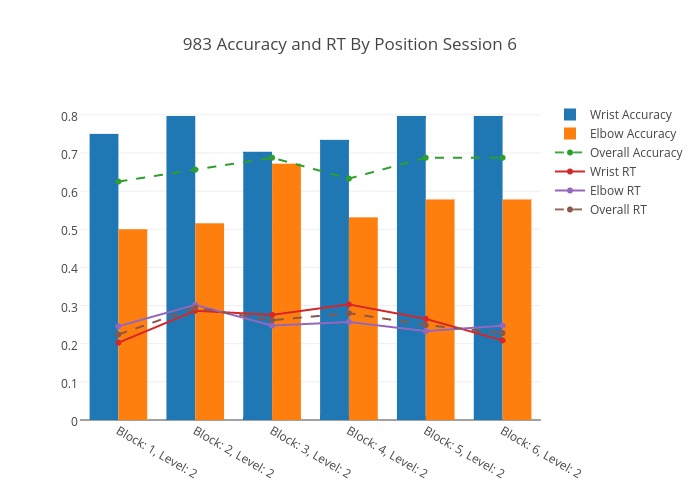 983 Accuracy and RT By Position Session 6
0.8
0.7
0.6
0.5
0.4
0.3
0.2
0.1
0
Block: 1, Level: 2
Block: 2, Level: 2
Block: 3, Level: 2
Block: 4, Level: 2
Block: 5, Level: 2
Block: 6, Level: 2
Wrist Accuracy
Elbow Accuracy
Overall Accuracy
Wrist RT
Elbow RT
Overall RT